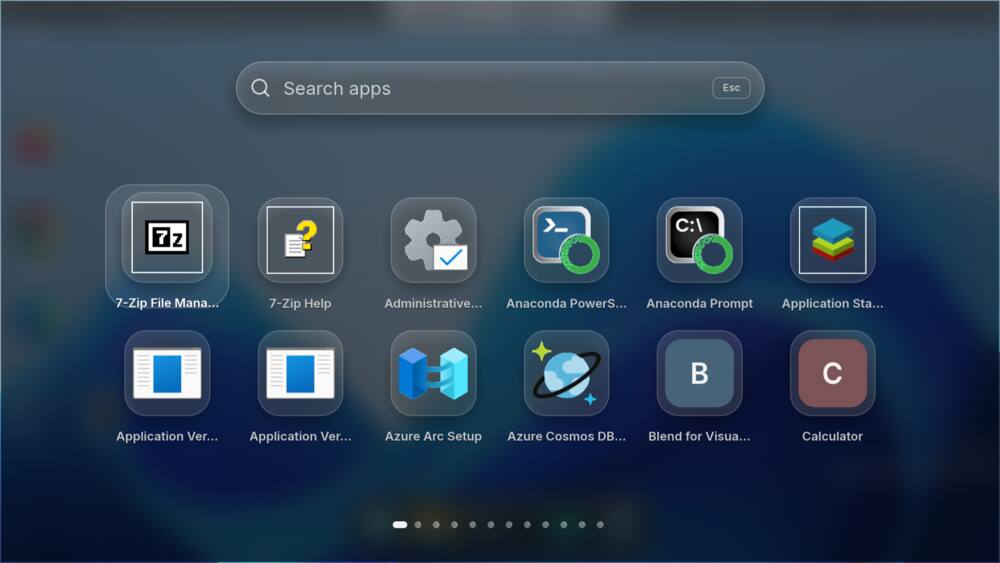 Search apps
Esc
7z
7-Zip File Mana...
?
7-Zip Help
Administrative...
>_
Anaconda PowerS...
C:\
Anaconda Prompt
Application Sta...
Application Ver...
Application Ver...
Azure Arc Setup
Azure Cosmos DB...
B
Blend for Visua...
C
Calculator